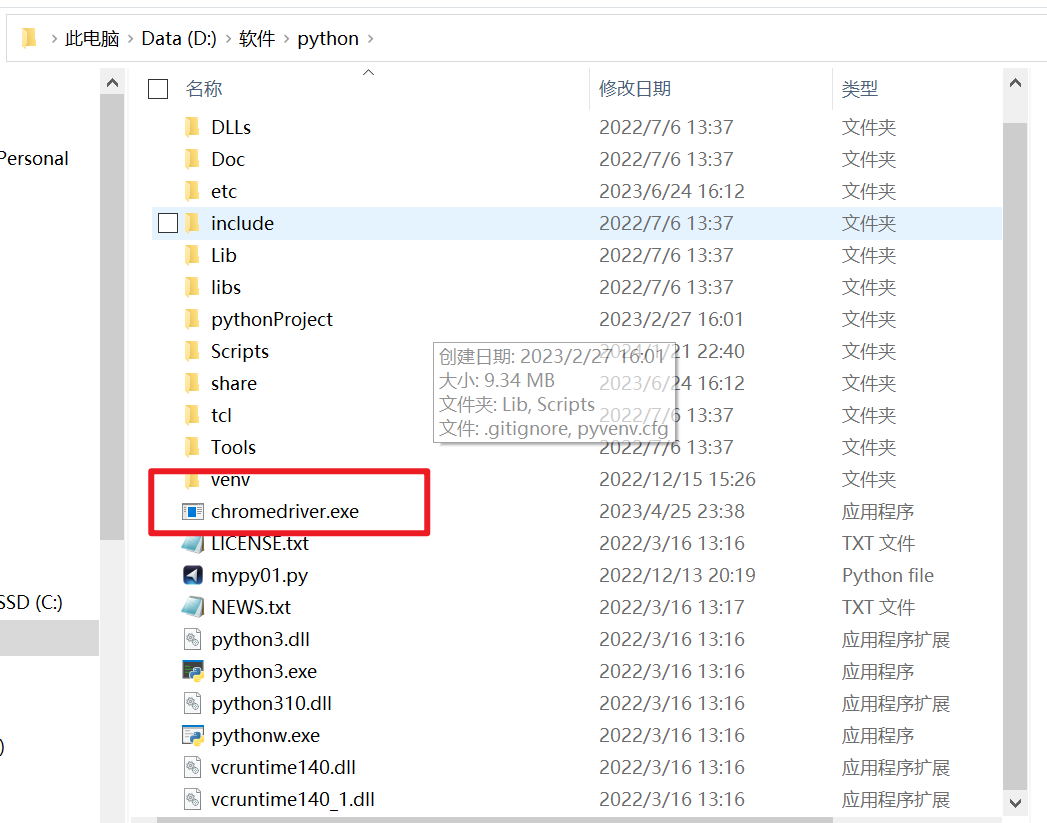 此电脑 Data (D:) 软件 python
名称 修改日期 类型
DLLs 2022/7/6 13:37 文件夹
Personal
Doc 2022/7/6 13:37 文件夹
etc 2023/6/24 16:12 文件夹
include 2022/7/6 13:37 文件夹
Lib 2022/7/6 13:37 文件夹
libs 2022/7/6 13:37 文件夹
pythonProject 2023/2/27 16:01 文件夹
Scripts 2024/1/21 22:40 文件夹
创建日期: 2023/2/27 16:01
大小: 9.34 MB
文件夹: Lib, Scripts
文件: .gitignore, pyvenv.cfg
share 2023/6/24 16:12 文件夹
tcl 2022/7/6 13:37 文件夹
Tools 2022/7/6 13:37 文件夹
venv 2022/12/15 15:26 文件夹
chromedriver.exe 2023/4/25 23:38 应用程序
LICENSE.txt 2022/3/16 13:16 TXT 文件
mypy01.py 2022/12/13 20:19 Python file
SSD (C:)
NEWS.txt 2022/3/16 13:17 TXT 文件
python3.dll 2022/3/16 13:16 应用程序扩展
python3.exe 2022/3/16 13:16 应用程序
python310.dll 2022/3/16 13:16 应用程序扩展
pythonw.exe 2022/3/16 13:16 应用程序
)
vcruntime140.dll 2022/3/16 13:16 应用程序扩展
vcruntime140_1.dll 2022/3/16 13:16 应用程序扩展